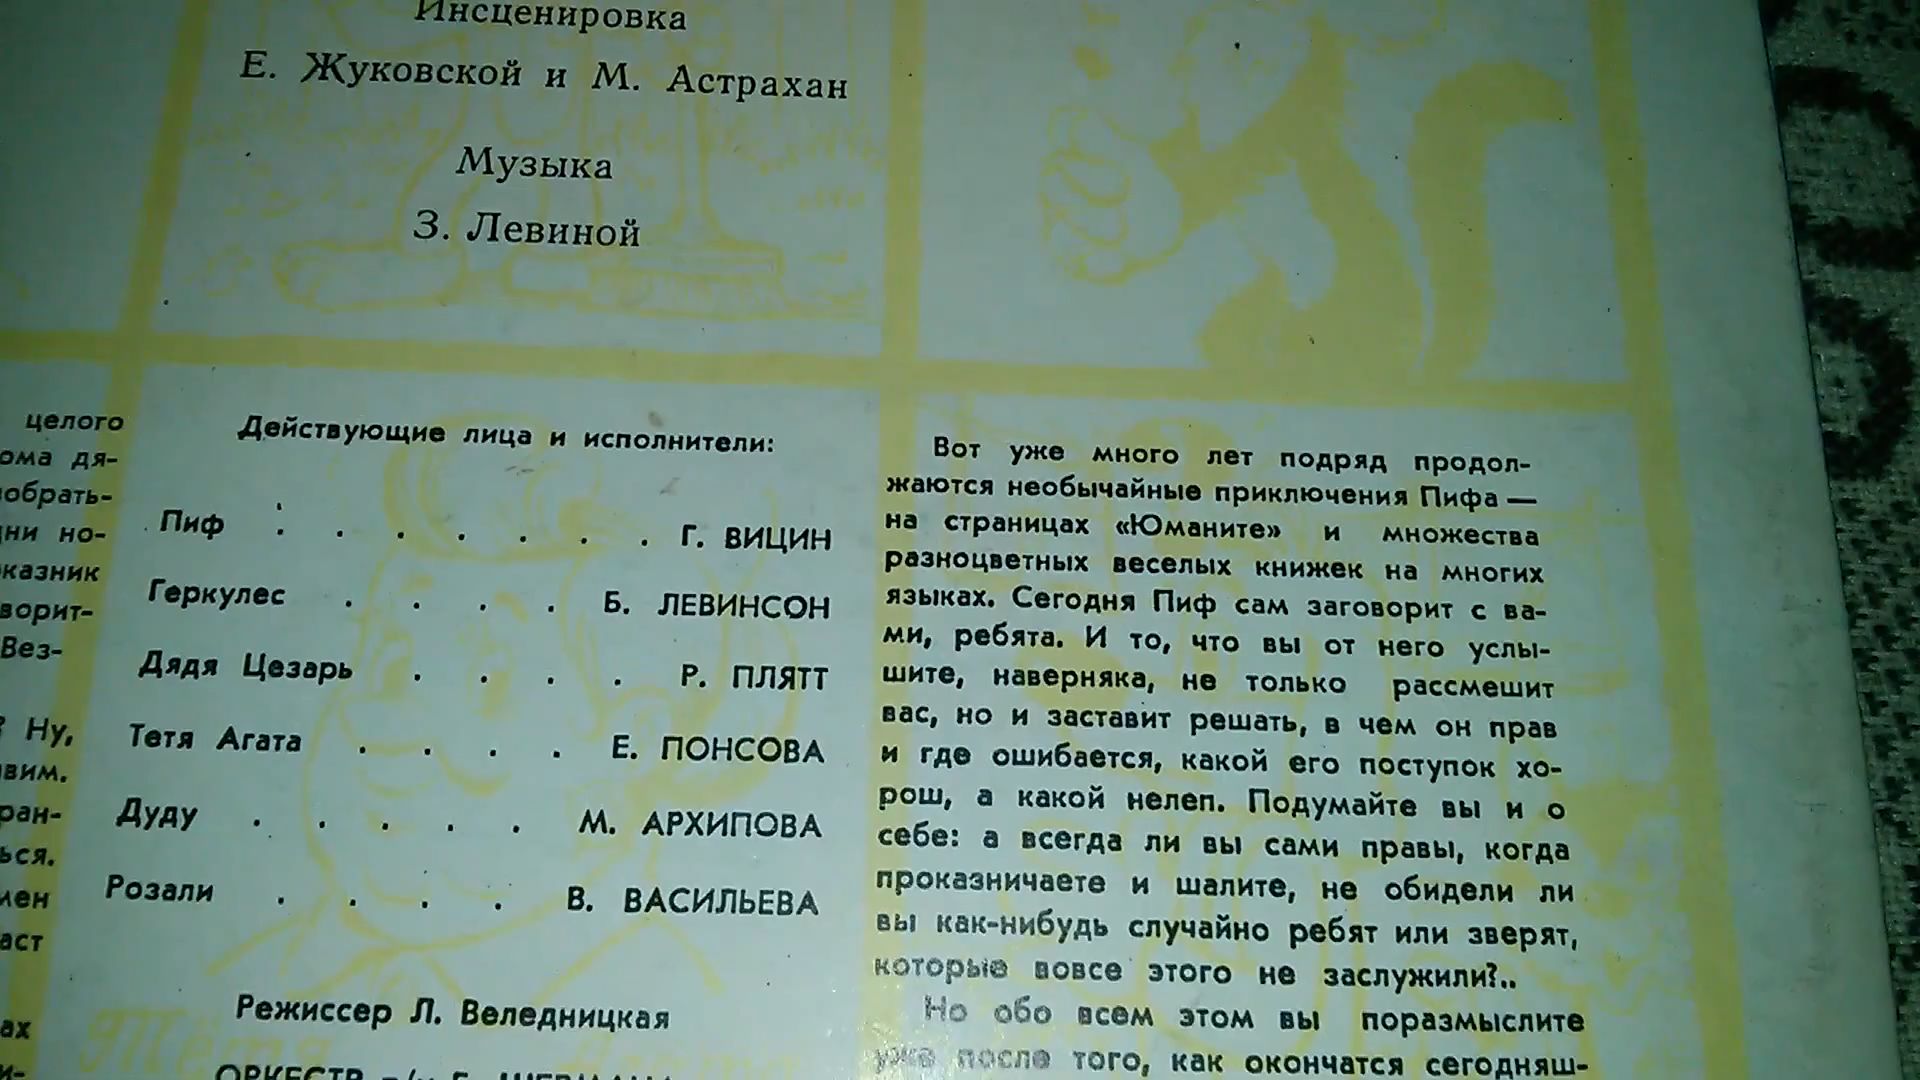 Инсценировка
Е. Жуковской и М. Астрахан
Музыка
З. Левиной
целого
дя-
но-
Ну,
Действующие лица и исполнители:
Пиф . . . . . . . Г. ВИЦИН
Геркулес . . . . Б. ЛЕВИНСОН
Дядя Цезарь . . . . Р. ПЛЯТТ
Тетя Агата . . . . Е. ПОНСОВА
Дуду . . . . . М. АРХИПОВА
Розали . . . . В. ВАСИЛЬЕВА
Режиссер Л. Веледницкая
ОРКЕСТР п/у
Вот уже много лет подряд продол-
жаются необычайные приключения Пифа —
на страницах «Юманите» и множества
разноцветных веселых книжек на многих
языках. Сегодня Пиф сам заговорит с ва-
ми, ребята. И то, что вы от него услы-
шите, наверняка, не только рассмешит
вас, но и заставит решать, в чем он прав
и где ошибается, какой его поступок хо-
рош, а какой нелеп. Подумайте вы и о
себе: а всегда ли вы сами правы, когда
проказничаете и шалите, не обидели ли
вы как-нибудь случайно ребят или зверят,
которые вовсе этого не заслужили?..
Но обо всем этом вы поразмыслите
уже после того, как окончатся сегодняш-